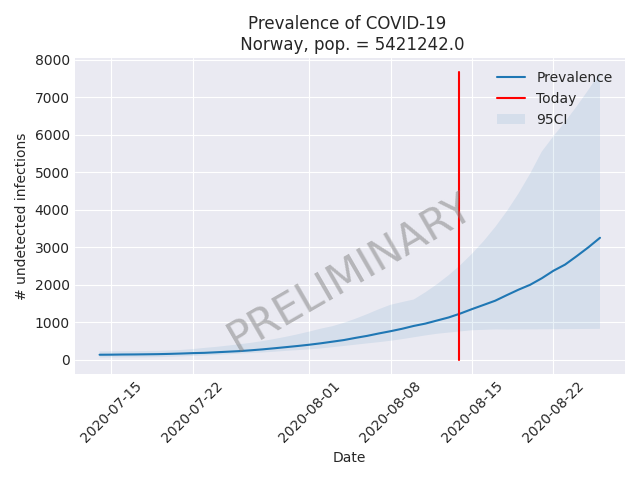 Prevalence of COVID-19
Norway, pop. = 5421242.0
8000
7000
6000
5000
4000
3000
2000
1000
0
# undetected infections
Prevalence
Today
95CI
PRELIMINARY
2020-07-15
2020-07-22
2020-08-01
2020-08-08
2020-08-15
2020-08-22
Date